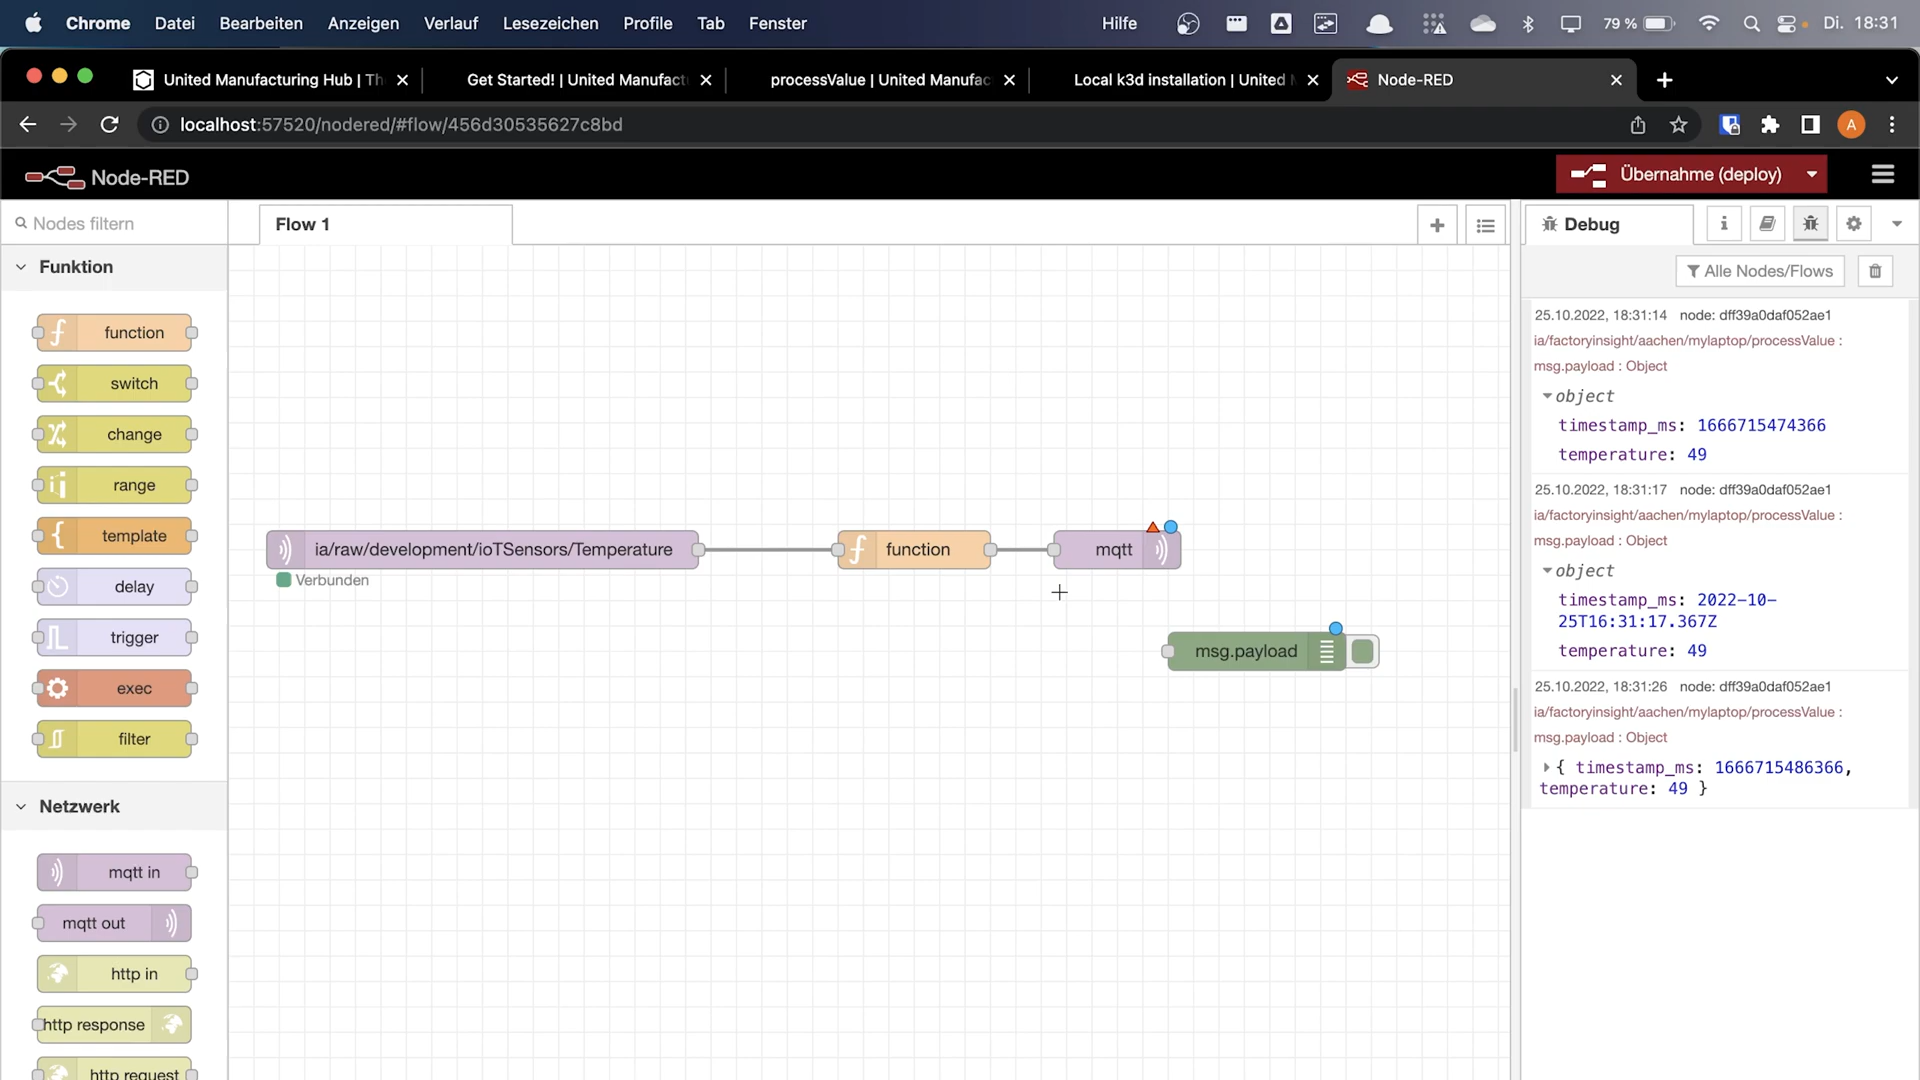 Chrome Datei Bearbeiten Anzeigen Verlauf Lesezeichen Profile Tab Fenster Hilfe 79 % Di. 18:31
United Manufacturing Hub | Th Get Started! | United Manufact processValue | United Manufac Local k3d installation | United M Node-RED
localhost:57520/nodered/#flow/456d30535627c8bd A
Node-RED Übernahme (deploy)
Nodes filtern
Flow 1
Debug
Alle Nodes/Flows
Funktion
function
switch
change
range
template
delay
trigger
exec
filter
Netzwerk
mqtt in
mqtt out
http in
http response
http request
ia/raw/development/ioTSensors/Temperature
Verbunden
function
mqtt
msg.payload
25.10.2022, 18:31:14 node: dff39a0daf052ae1
ia/factoryinsight/aachen/mylaptop/processValue :
msg.payload : Object
object
timestamp_ms: 1666715474366
temperature: 49
25.10.2022, 18:31:17 node: dff39a0daf052ae1
ia/factoryinsight/aachen/mylaptop/processValue :
msg.payload : Object
object
timestamp_ms: 2022-10-
25T16:31:17.367Z
temperature: 49
25.10.2022, 18:31:26 node: dff39a0daf052ae1
ia/factoryinsight/aachen/mylaptop/processValue :
msg.payload : Object
{ timestamp_ms: 1666715486366,
temperature: 49 }